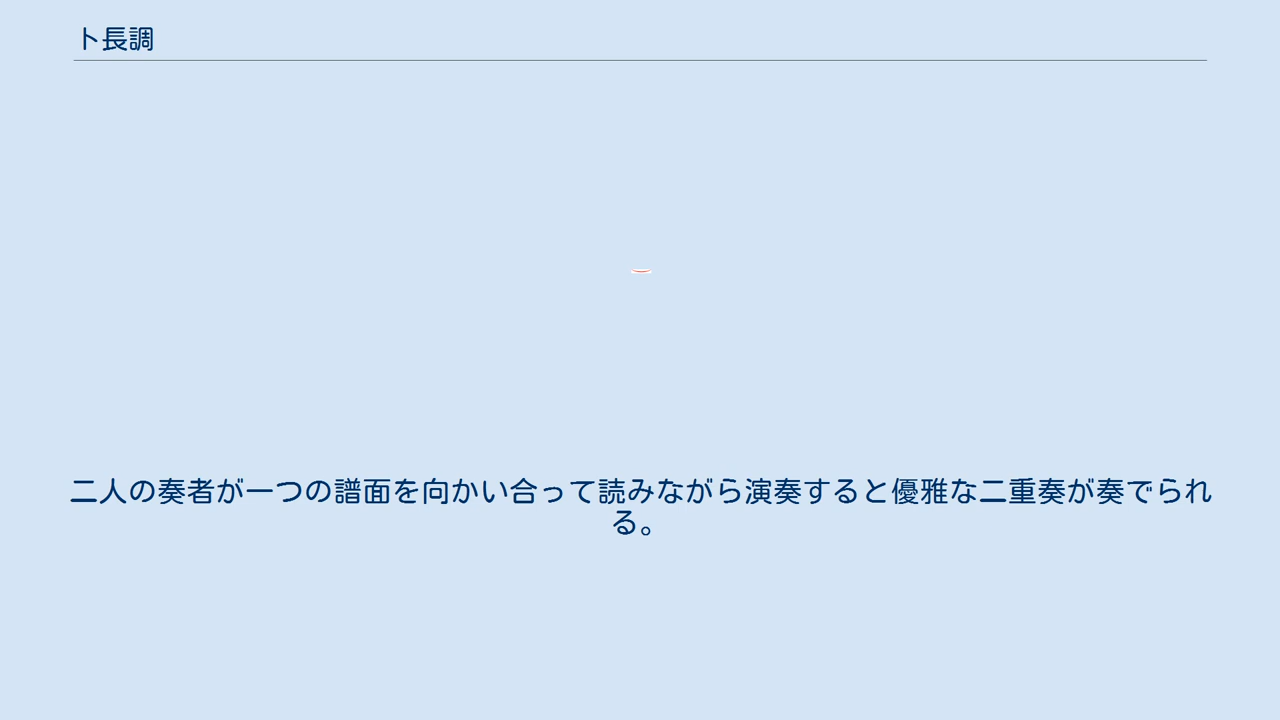 ト長調
二人の奏者が一つの譜面を向かい合って読みながら演奏すると優雅な二重奏が奏でられ
る。